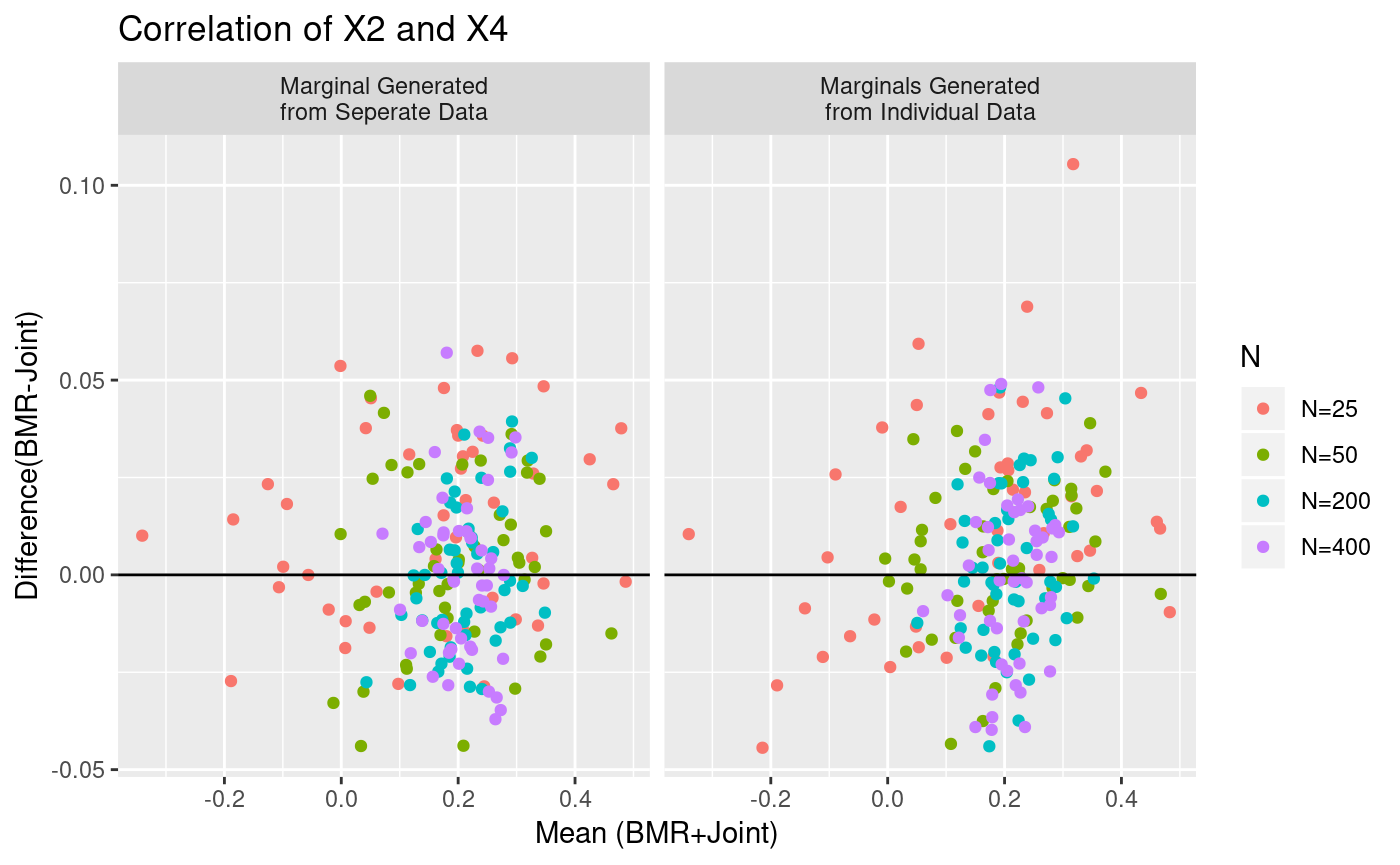 Correlation of X2 and X4
Marginal Generated
from Seperate Data
Marginals Generated
from Individual Data
0.10
0.05
0.00
-0.05
Difference(BMR-Joint)
-0.2
0.0
0.2
0.4
-0.2
0.0
0.2
0.4
Mean (BMR+Joint)
N
N=25
N=50
N=200
N=400